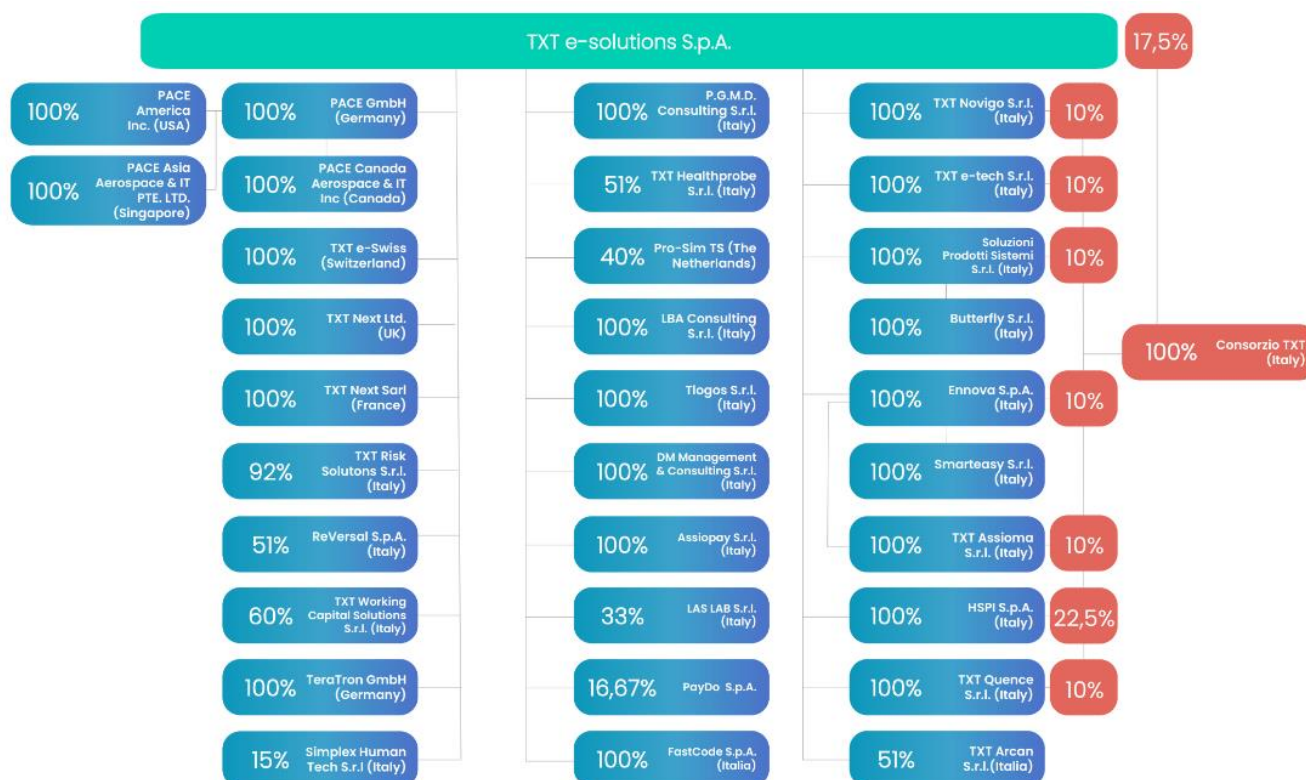 TXT e-solutions S.p.A.
17,5%
100%
PACE
America
Inc. (USA)
100%
PACE Asia
Aerospace & IT
PTE. LTD.
(Singapore)
100%
PACE GmbH
(Germany)
100%
PACE Canada
Aerospace & IT
Inc (Canada)
100%
TXT e-Swiss
(Switzerland)
100%
TXT Next Ltd.
(UK)
100%
TXT Next Sarl
(France)
92%
TXT Risk
Solutons S.r.l.
(Italy)
51%
ReVersal S.p.A.
(Italy)
60%
TXT Working
Capital Solutions
S.r.l. (Italy)
100%
TeraTron GmbH
(Germany)
15%
Simplex Human
Tech S.r.l (Italy)
100%
P.G.M.D.
Consulting S.r.l.
(Italy)
51%
TXT Healthprobe
S.r.l. (Italy)
40%
Pro-Sim TS (The
Netherlands)
100%
LBA Consulting
S.r.l. (Italy)
100%
Tlogos S.r.l.
(Italy)
100%
DM Management
& Consulting S.r.l.
(Italy)
100%
Assiopay S.r.l.
(Italy)
33%
LAS LAB S.r.l.
(Italy)
16,67%
PayDo S.p.A.
100%
FastCode S.p.A.
(Italia)
100%
TXT Novigo S.r.l.
(Italy)
10%
100%
TXT e-tech S.r.l.
(Italy)
10%
100%
Soluzioni
Prodotti Sistemi
S.r.l. (Italy)
10%
100%
Butterfly S.r.l.
(Italy)
100%
Ennova S.p.A.
(Italy)
10%
100%
Smarteasy S.r.l.
(Italy)
100%
TXT Assioma
S.r.l. (Italy)
10%
100%
HSPI S.p.A.
(Italy)
22,5%
100%
TXT Quence
S.r.l. (Italy)
10%
51%
TXT Arcan
S.r.l.(Italia)
100%
Consorzio TXT
(Italy)